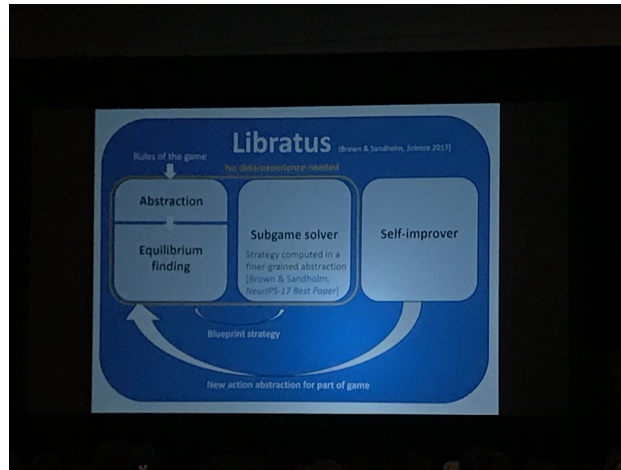 Libratus (Brown & Sandholm, Science 2017)
Rules of the game
No data/experience needed
Abstraction
Equilibrium
finding
Subgame solver
Strategy computed in a
finer-grained abstraction
[Brown & Sandholm,
NeurIPS-17 Best Paper]
Self-improver
Blueprint strategy
New action abstraction for part of game